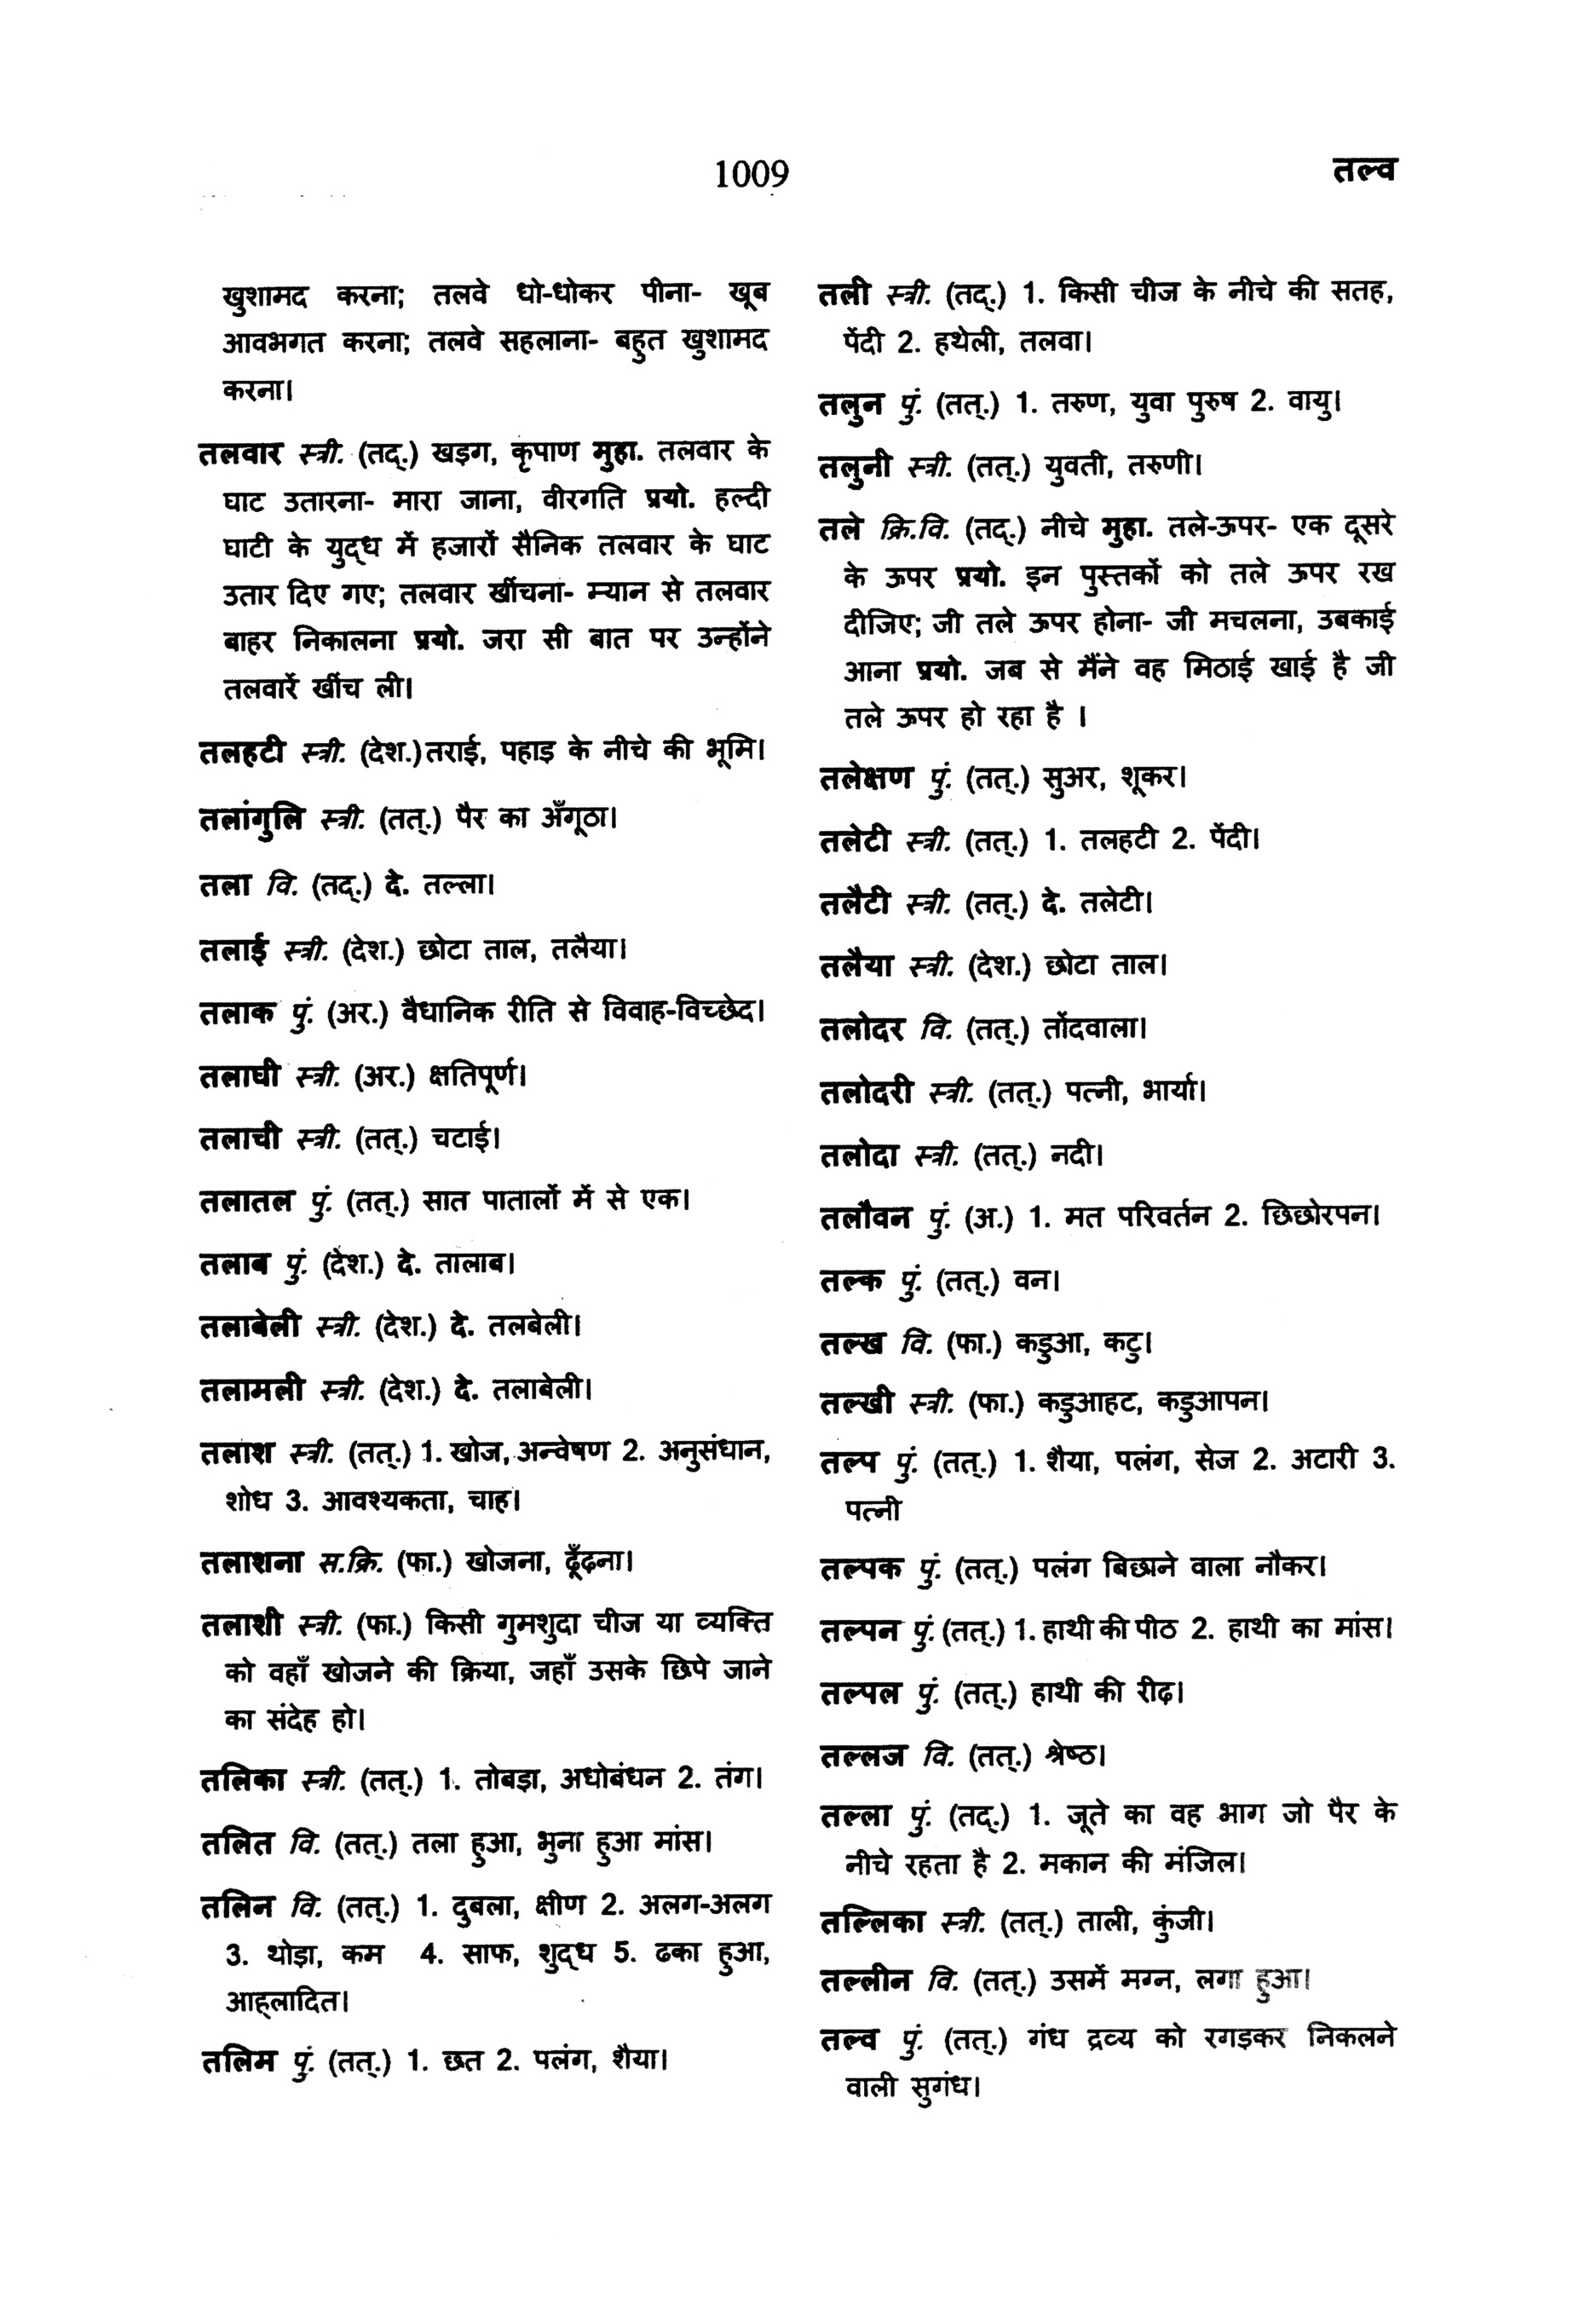 1009
तल्व
खुशामद करना; तलवे धो-धोकर पीना- खूब
आवभगत करना; तलवे सहलाना- बहुत खुशामद
करना।
तलवार स्त्री. (तद्.) खड्ग, कृपाण मुहा. तलवार के
घाट उतारना- मारा जाना, वीरगति प्रयो. हल्दी
घाटी के युद्ध में हजारों सैनिक तलवार के घाट
उतार दिए गए; तलवार खींचना- म्यान से तलवार
बाहर निकालना प्रयो. जरा सी बात पर उन्होंने
तलवारें खींच ली।
तलहटी स्त्री. (देश.) तराई, पहाड़ के नीचे की भूमि।
तलांगुलि स्त्री. (तत्.) पैर का अँगूठा।
तला वि. (तद्.) दे. तल्ला।
तलाई स्त्री. (देश.) छोटा ताल, तलैया।
तलाक पुं. (अर.) वैधानिक रीति से विवाह-विच्छेद।
तलाघी स्त्री. (अर.) क्षतिपूर्ण।
तलाची स्त्री. (तत्.) चटाई।
तलातल पुं. (तत्.) सात पातालों में से एक।
तलाब पुं. (देश.) दे. तालाब।
तलाबेली स्त्री. (देश.) दे. तलबेली।
तलामली स्त्री. (देश.) दे. तलाबेली।
तलाश स्त्री. (तत्.) 1. खोज, अन्वेषण 2. अनुसंधान,
शोध 3. आवश्यकता, चाह।
तलाशना स.क्रि. (फा.) खोजना, ढूँढ़ना।
तलाशी स्त्री. (फा.) किसी गुमशुदा चीज या व्यक्ति
को वहाँ खोजने की क्रिया, जहाँ उसके छिपे जाने
का संदेह हो।
तलिका स्त्री. (तत्.) 1. तोबड़ा, अधोबंधन 2. तंग।
तलित वि. (तत्.) तला हुआ, भुना हुआ मांस।
तलिन वि. (तत्.) 1. दुबला, क्षीण 2. अलग-अलग
3. थोड़ा, कम 4. साफ, शुद्ध 5. ढका हुआ,
आह्लादित।
तलिम पुं. (तत्.) 1. छत 2. पलंग, शैया।
तली स्त्री. (तद्.) 1. किसी चीज के नीचे की सतह,
पेंदी 2. हथेली, तलवा।
तलुन पुं. (तत्.) 1. तरुण, युवा पुरुष 2. वायु।
तलुनी स्त्री. (तत्.) युवती, तरुणी।
तले क्रि.वि. (तद्.) नीचे मुहा. तले-ऊपर- एक दूसरे
के ऊपर प्रयो. इन पुस्तकों को तले ऊपर रख
दीजिए; जी तले ऊपर होना- जी मचलना, उबकाई
आना प्रयो. जब से मैंने वह मिठाई खाई है जी
तले ऊपर हो रहा है ।
तलेक्षण पुं. (तत्.) सुअर, शूकर।
तलेटी स्त्री. (तत्.) 1. तलहटी 2. पेंदी।
तलैटी स्त्री. (तत्.) दे. तलेटी।
तलैया स्त्री. (देश.) छोटा ताल।
तलोदर वि. (तत्.) तोंदवाला।
तलोदरी स्त्री. (तत्.) पत्नी, भार्या।
तलोदा स्त्री. (तत्.) नदी।
तलौवन पुं. (अ.) 1. मत परिवर्तन 2. छिछोरपन।
तल्क पुं. (तत्.) वन।
तल्ख वि. (फा.) कड़ुआ, कटु।
तल्खी स्त्री. (फा.) कड़ुआहट, कड़ुआपन।
तल्प पुं. (तत्.) 1. शैया, पलंग, सेज 2. अटारी 3.
पत्नी
तल्पक पुं. (तत्.) पलंग बिछाने वाला नौकर।
तल्पन पुं. (तत्.) 1. हाथी की पीठ 2. हाथी का मांस।
तल्पल पुं. (तत्.) हाथी की रीढ़।
तल्लज वि. (तत्.) श्रेष्ठ।
तल्ला पुं. (तद्.) 1. जूते का वह भाग जो पैर के
नीचे रहता है 2. मकान की मंजिल।
तल्लिका स्त्री. (तत्.) ताली, कुंजी।
तल्लीन वि. (तत्.) उसमें मग्न, लगा हुआ।
तल्व पुं. (तत्.) गंध द्रव्य को रगड़कर निकलने
वाली सुगंध।